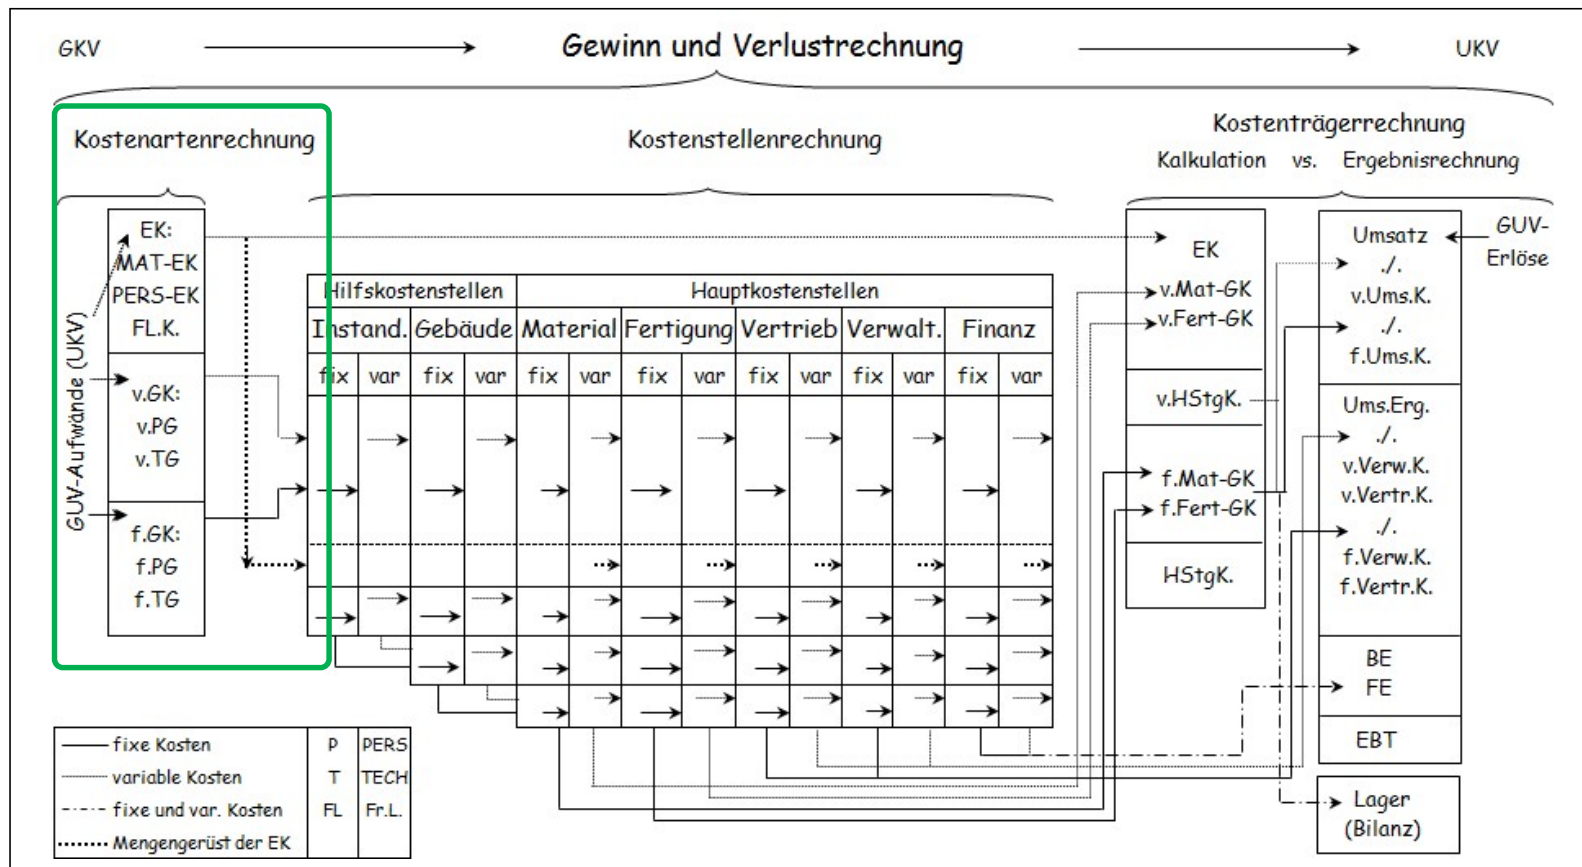 GKV
Gewinn und Verlustrechnung
UKV
Kostenartenrechnung
Kostenstellenrechnung
Kostenträgerrechnung
Kalkulation vs. Ergebnisrechnung
GUV-Aufwände (UKV)
EK:
MAT-EK
PERS-EK
FL.K.
v.GK:
v.PG
v.TG
f.GK:
f.PG
f.TG
Hilfskostenstellen
Hauptkostenstellen
Instand. Gebäude Material Fertigung Vertrieb Verwalt. Finanz
fix var fix var fix var fix var fix var fix var fix var
EK
v.Mat-GK
v.Fert-GK
v.HStgK.
f.Mat-GK
f.Fert-GK
HStgK.
Umsatz
./.
v.Ums.K.
./.
f.Ums.K.
GUV-
Erlöse
Ums.Erg.
./.
v.Verw.K.
v.Vertr.K.
./.
f.Verw.K.
f.Vertr.K.
BE
FE
EBT
Lager
(Bilanz)
fixe Kosten P PERS
variable Kosten T TECH
fixe und var. Kosten FL Fr.L.
Mengengerüst der EK